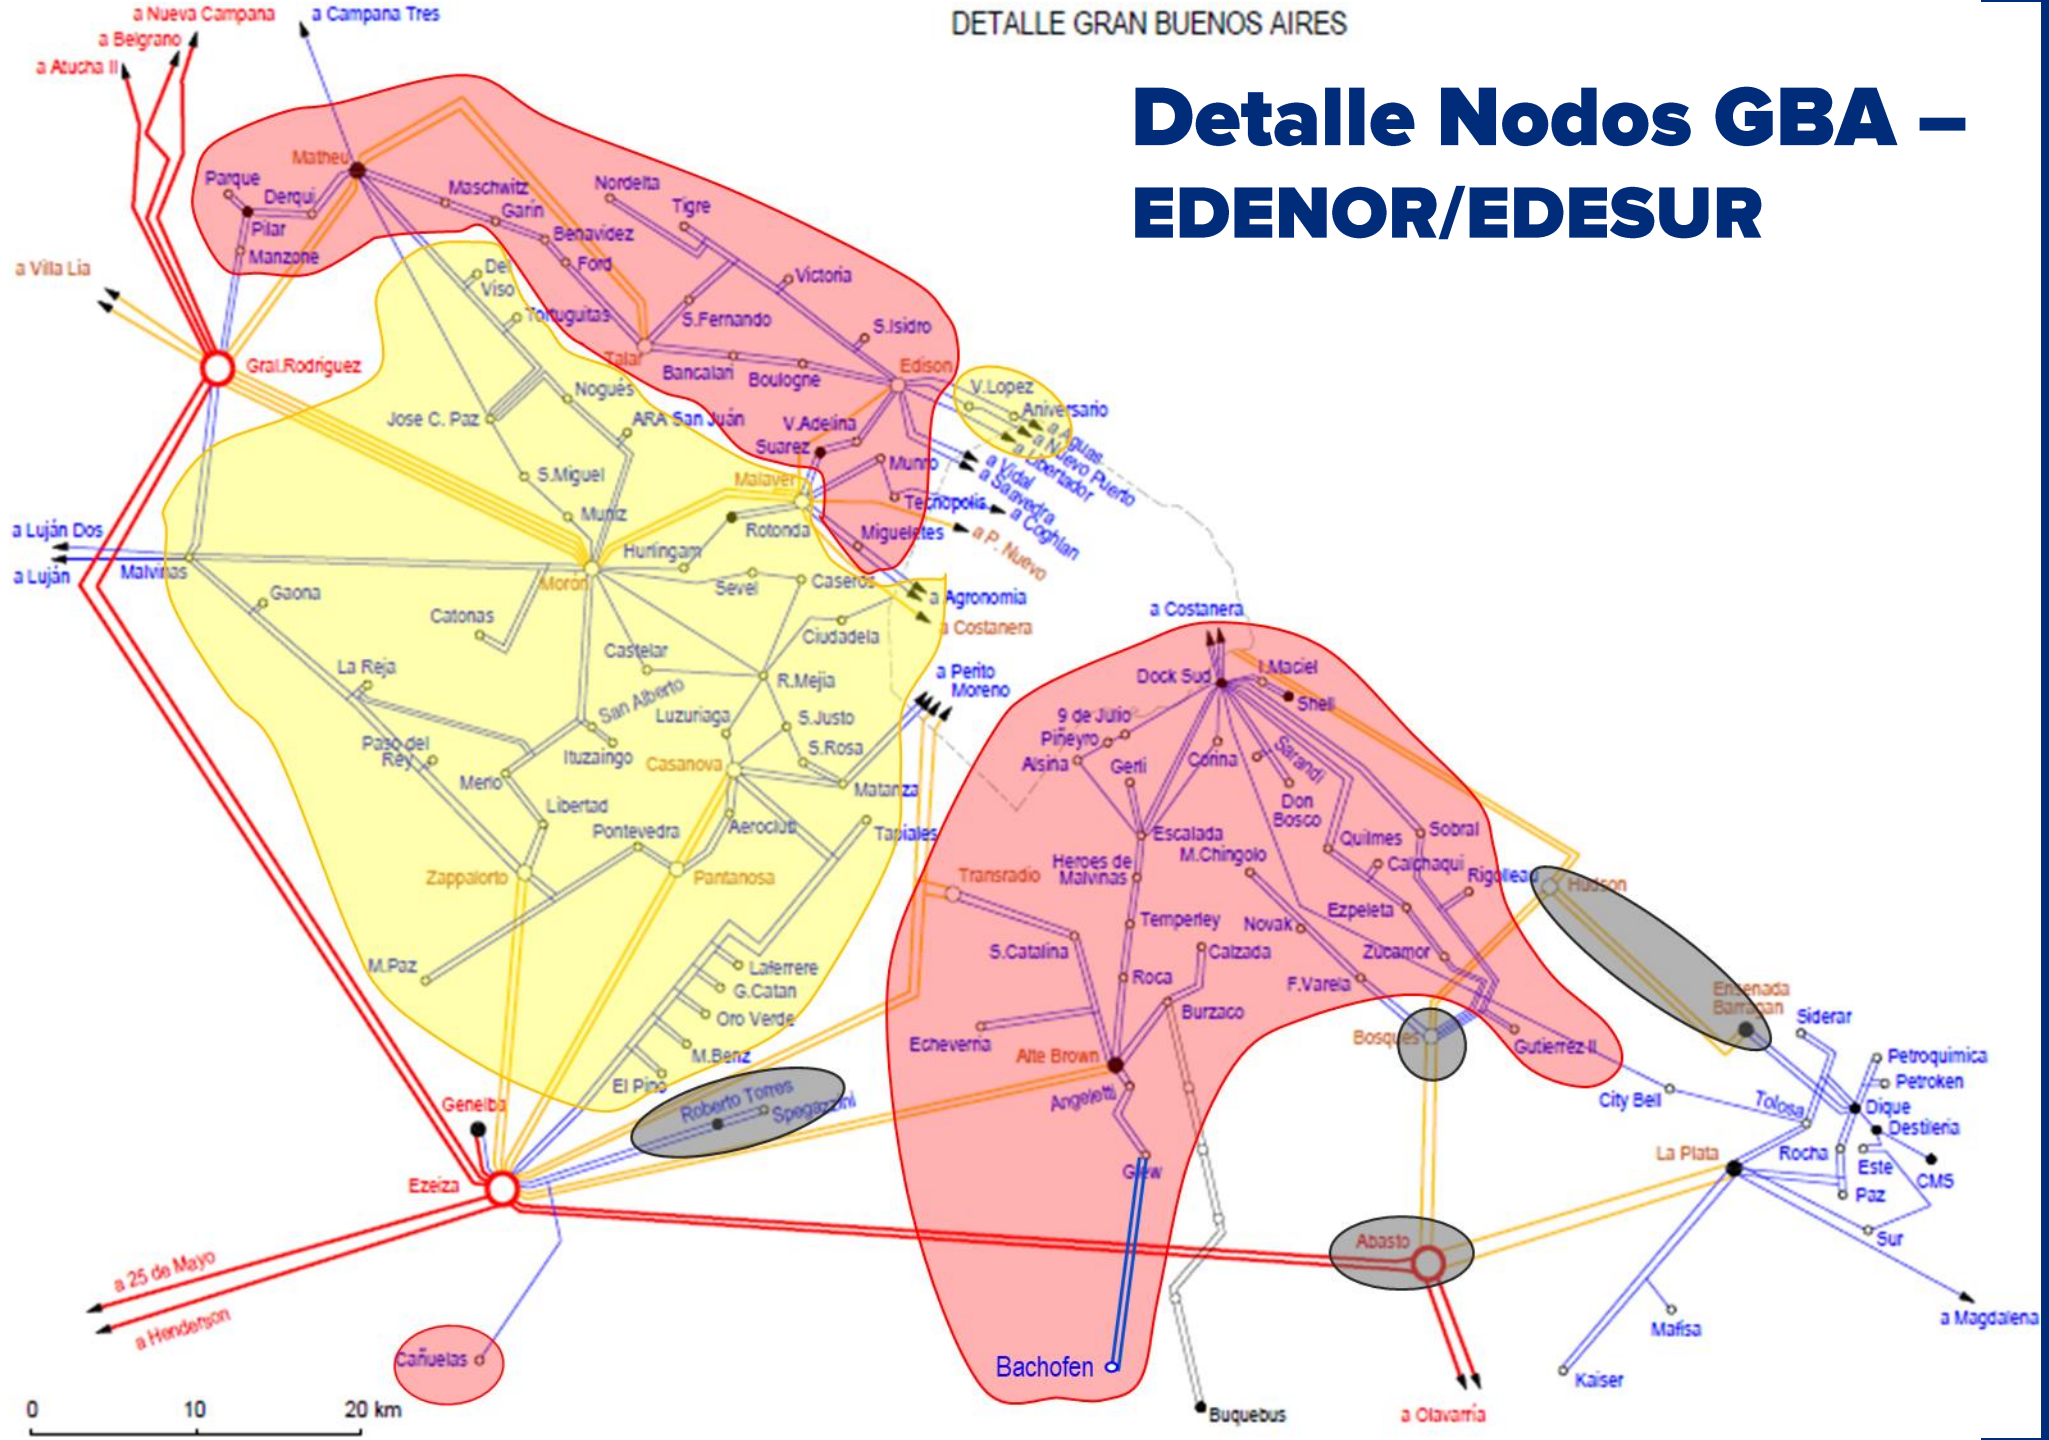 DETALLE GRAN BUENOS AIRES
Detalle Nodos GBA –
EDENOR/EDESUR
a Nueva Campana
a Campana Tres
a Belgrano
a Atucha II
Matheu
Parque
Derqui
Pilar
Manzone
Maschwitz
Garín
Benavidez
Ford
Nordelta
Tigre
Victoria
S.Fernando
S.Isidro
Talar
Bancalari
Boulogne
Edison
a Villa Lia
Gral.Rodríguez
Del
Viso
Tortuguitas
Nogués
Jose C. Paz
ARA San Juán
V.Adelina
Suarez
Munro
Malaver
Tecnopolis
Rotonda
Migueletes
V.Lopez
Aniversario
a Aguas
a Nuevo Puerto
a Libertador
a Vidal
a Saavedra
a Coghlan
a P. Nuevo
S.Miguel
Muñiz
Hurlingam
Morón
Sevel
Caseros
a Agronomia
a Costanera
a Luján Dos
a Luján
Malvinas
Gaona
Catonas
Castelar
Ciudadela
R.Mejia
a Perito
Moreno
La Reja
San Alberto
Luzuriaga
S.Justo
S.Rosa
Paso del
Rey
Ituzaingo
Casanova
Merlo
Matanza
Libertad
Pontevedra
Aeroclub
Tapiales
Zappalorto
Pantanosa
M.Paz
Laferrere
G.Catan
Oro Verde
M.Benz
El Pino
Genelba
Roberto Torres
Spegazzini
Ezeiza
a 25 de Mayo
a Henderson
Cañuelas
a Costanera
Dock Sud
I.Maciel
Shell
9 de Julio
Piñeyro
Alsina
Gerli
Corina
Sarandi
Don
Bosco
Escalada
M.Chingolo
Quilmes
Sobral
Heroes de
Malvinas
Calchaqui
Rigolleau
Hudson
Transradio
Temperley
Novak
Ezpeleta
S.Catalina
Calzada
Zucamor
Roca
F.Varela
Burzaco
Echeverria
Alte Brown
Bosques
Gutierrez II
Angeletti
Glew
Ensenada
Barragan
Siderar
Petroquimica
Petroken
City Bell
Tolosa
Dique
Destileria
La Plata
Rocha
Este
CMS
Paz
Sur
Abasto
a Magdalena
Mafisa
Kaiser
Bachofen
Buquebus
a Olavarría
0 10 20 km